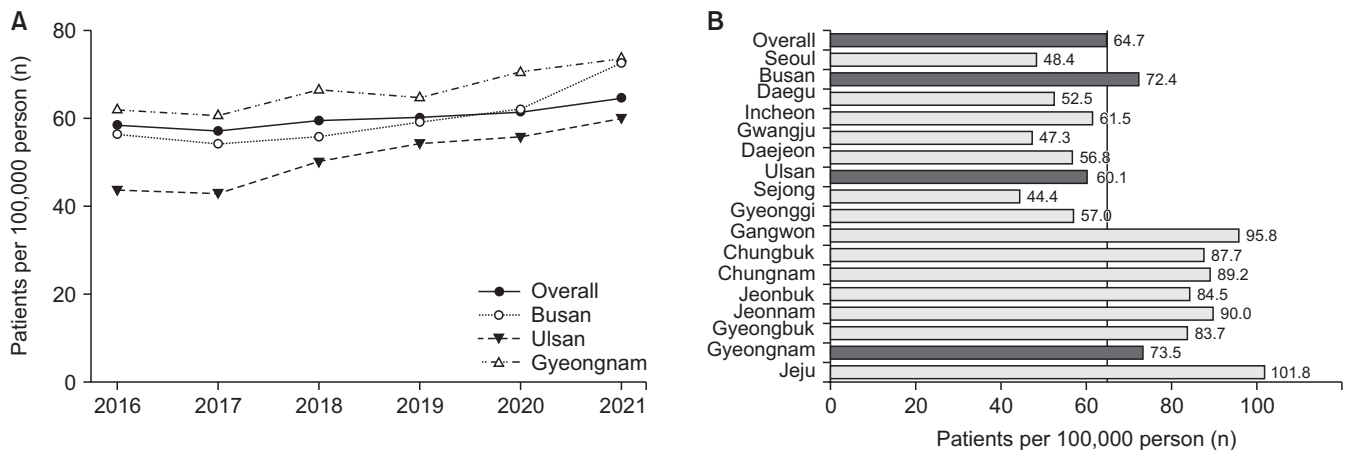 A
Patients per 100,000 person (n)
80
60
40
20
0
2016 2017 2018 2019 2020 2021
Overall
Busan
Ulsan
Gyeongnam
B
Overall 64.7
Seoul 48.4
Busan 72.4
Daegu 52.5
Incheon 61.5
Gwangju 47.3
Daejeon 56.8
Ulsan 60.1
Sejong 44.4
Gyeonggi 57.0
Gangwon 95.8
Chungbuk 87.7
Chungnam 89.2
Jeonbuk 84.5
Jeonnam 90.0
Gyeongbuk 83.7
Gyeongnam 73.5
Jeju 101.8
0 20 40 60 80 100
Patients per 100,000 person (n)